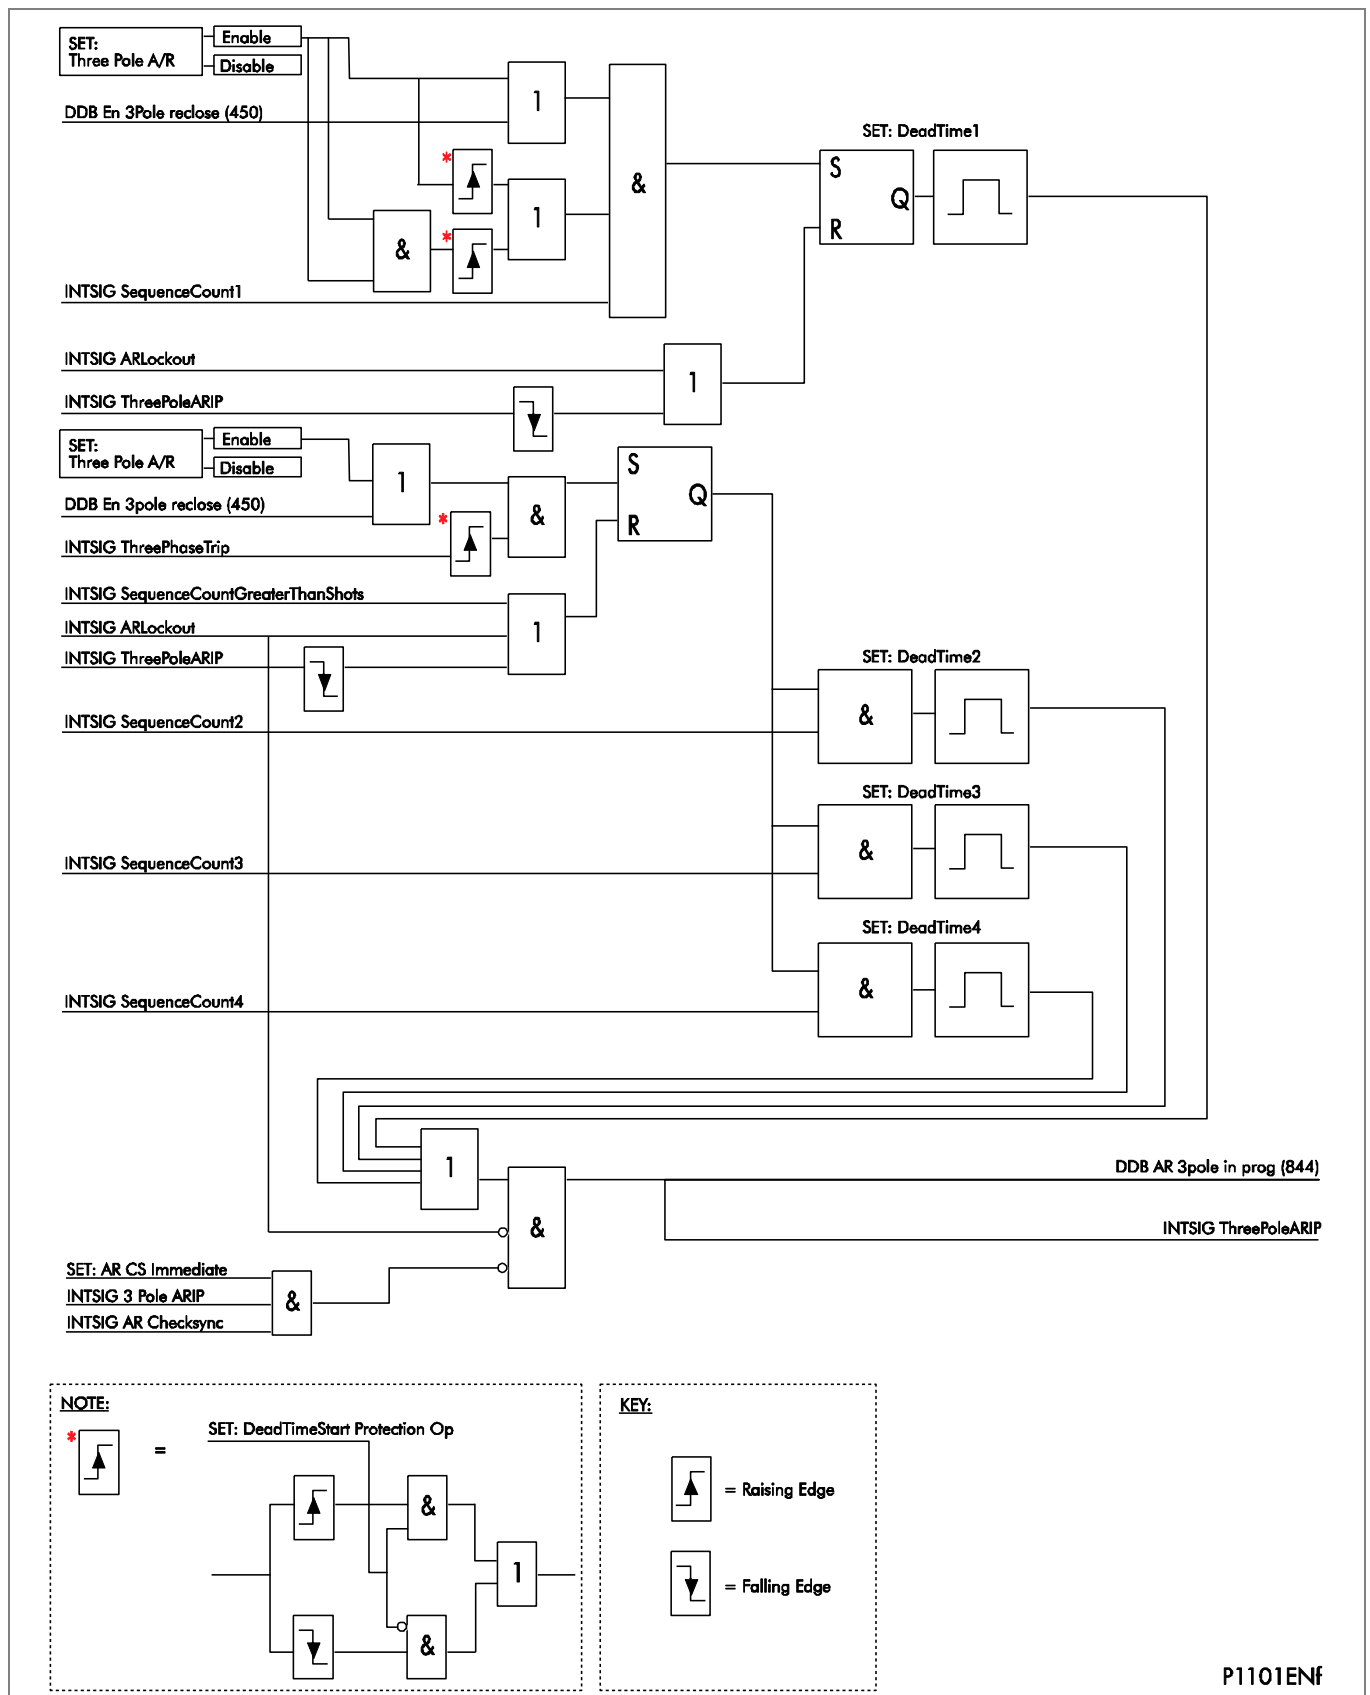 SET:
Three Pole A/R
Enable
Disable
DDB En 3Pole reclose (450)
1
*
1
*
&
&
INTSIG SequenceCount1
SET: DeadTime1
S
Q
R
INTSIG ARLockout
INTSIG ThreePoleARIP
1
SET:
Three Pole A/R
Enable
Disable
DDB En 3pole reclose (450)
1
*
&
S
Q
R
INTSIG ThreePhaseTrip
INTSIG SequenceCountGreaterThanShots
INTSIG ARLockout
INTSIG ThreePoleARIP
1
SET: DeadTime2
&
INTSIG SequenceCount2
SET: DeadTime3
&
INTSIG SequenceCount3
SET: DeadTime4
&
INTSIG SequenceCount4
1
DDB AR 3pole in prog (844)
&
INTSIG ThreePoleARIP
SET: AR CS Immediate
INTSIG 3 Pole ARIP
INTSIG AR Checksync
&
NOTE:
*
=
SET: DeadTimeStart Protection Op
&
1
&
KEY:
= Raising Edge
= Falling Edge
P1101ENf